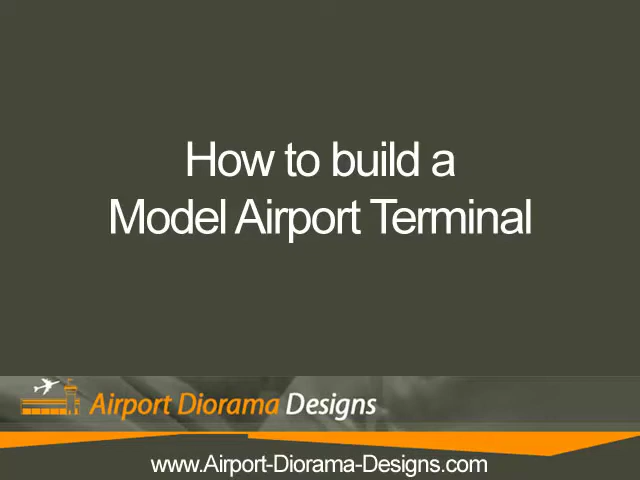 How to build a
Model Airport Terminal
Airport Diorama Designs
www.Airport-Diorama-Designs.com